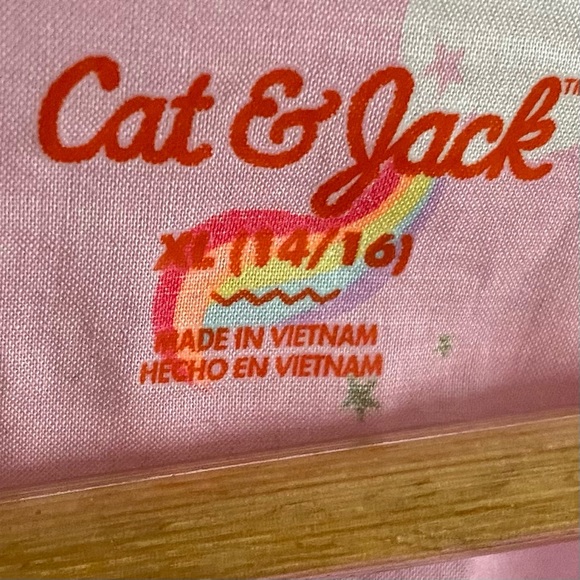 Cat & Jack™
XL (14/16)
MADE IN VIETNAM
HECHO EN VIETNAM